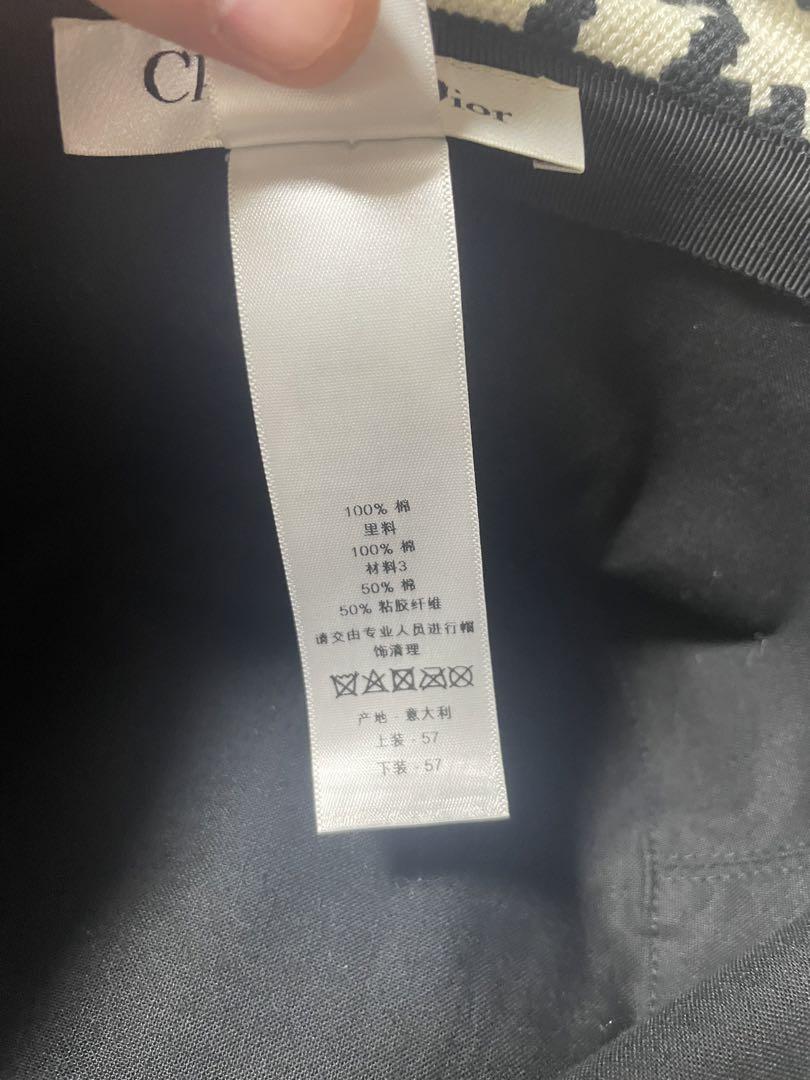 Ch Dior
100% 棉
里料
100% 棉
材料3
50% 棉
50% 粘胶纤维
请交由专业人员进行帽
饰清理
产地 - 意大利
上装 - 57
下装 - 57